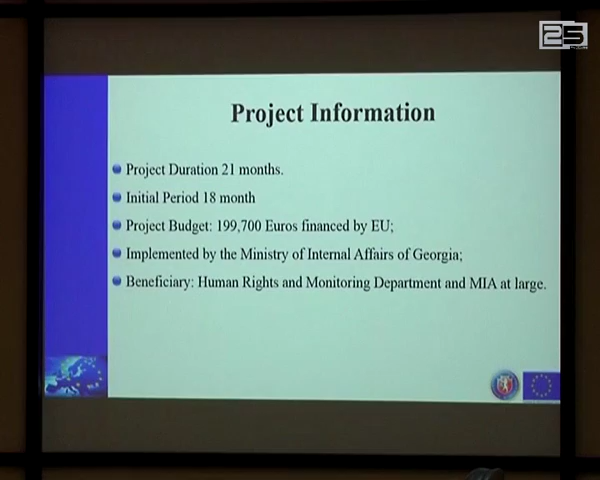 25
Project Information
Project Duration 21 months.
Initial Period 18 month
Project Budget: 199,700 Euros financed by EU;
Implemented by the Ministry of Internal Affairs of Georgia;
Beneficiary: Human Rights and Monitoring Department and MIA at large.